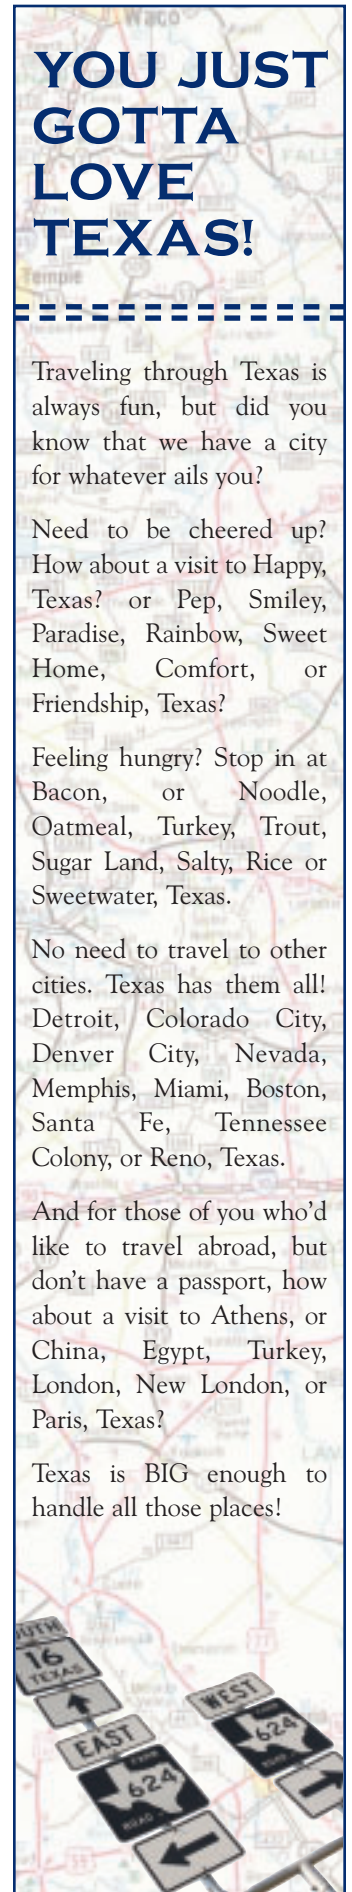 Waco
YOU JUST
GOTTA
LOVE
TEXAS!
Temple
Traveling through Texas is
always fun, but did you
know that we have a city
for whatever ails you?
Need to be cheered up?
How about a visit to Happy,
Texas? or Pep, Smiley,
Paradise, Rainbow, Sweet
Home, Comfort, or
Friendship, Texas?
Feeling hungry? Stop in at
Bacon, or Noodle,
Oatmeal, Turkey, Trout,
Sugar Land, Salty, Rice or
Sweetwater, Texas.
No need to travel to other
cities. Texas has them all!
Detroit, Colorado City,
Denver City, Nevada,
Memphis, Miami, Boston,
Santa Fe, Tennessee
Colony, or Reno, Texas.
And for those of you who'd
like to travel abroad, but
don't have a passport, how
about a visit to Athens, or
China, Egypt, Turkey,
London, New London, or
Paris, Texas?
Texas is BIG enough to
handle all those places!
16
TEXAS
EAST
624
ROAD
WEST
624